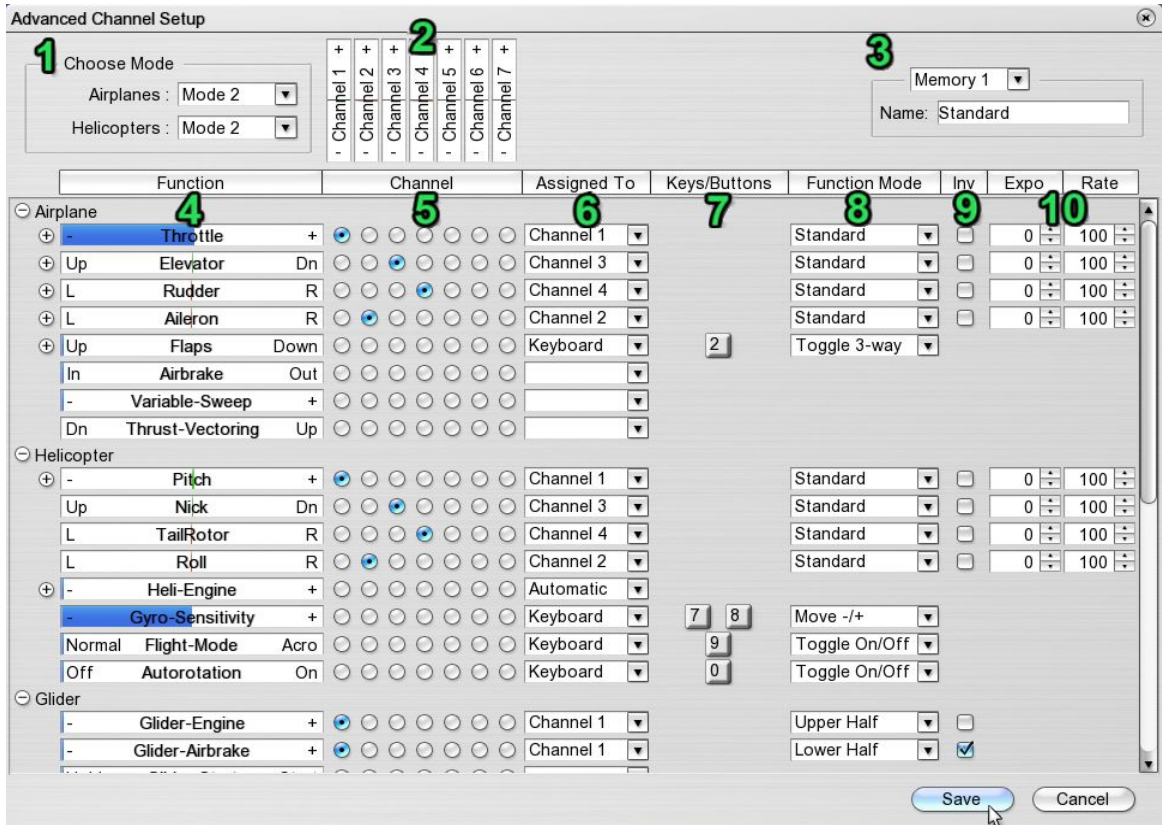 Advanced Channel Setup
1 2 3
Choose Mode
Airplanes : Mode 2
Helicopters : Mode 2
- Channel 1 +
- Channel 2 +
- Channel 3 +
- Channel 4 +
- Channel 5 +
- Channel 6 +
- Channel 7 +
Memory 1
Name: Standard
Function Channel Assigned To Keys/Buttons Function Mode Inv Expo Rate
4 5 6 7 8 9 10
Airplane
- Throttle + Channel 1 Standard 0 100
Up Elevator Dn Channel 3 Standard 0 100
L Rudder R Channel 4 Standard 0 100
L Aileron R Channel 2 Standard 0 100
Up Flaps Down Keyboard 2 Toggle 3-way
In Airbrake Out
- Variable-Sweep +
Dn Thrust-Vectoring Up
Helicopter
- Pitch + Channel 1 Standard 0 100
Up Nick Dn Channel 3 Standard 0 100
L TailRotor R Channel 4 Standard 0 100
L Roll R Channel 2 Standard 0 100
- Heli-Engine + Automatic
- Gyro-Sensitivity + Keyboard 7 8 Move -/+
Normal Flight-Mode Acro Keyboard 9 Toggle On/Off
Off Autorotation On Keyboard 0 Toggle On/Off
Glider
- Glider-Engine + Channel 1 Upper Half
- Glider-Airbrake + Channel 1 Lower Half
Save Cancel